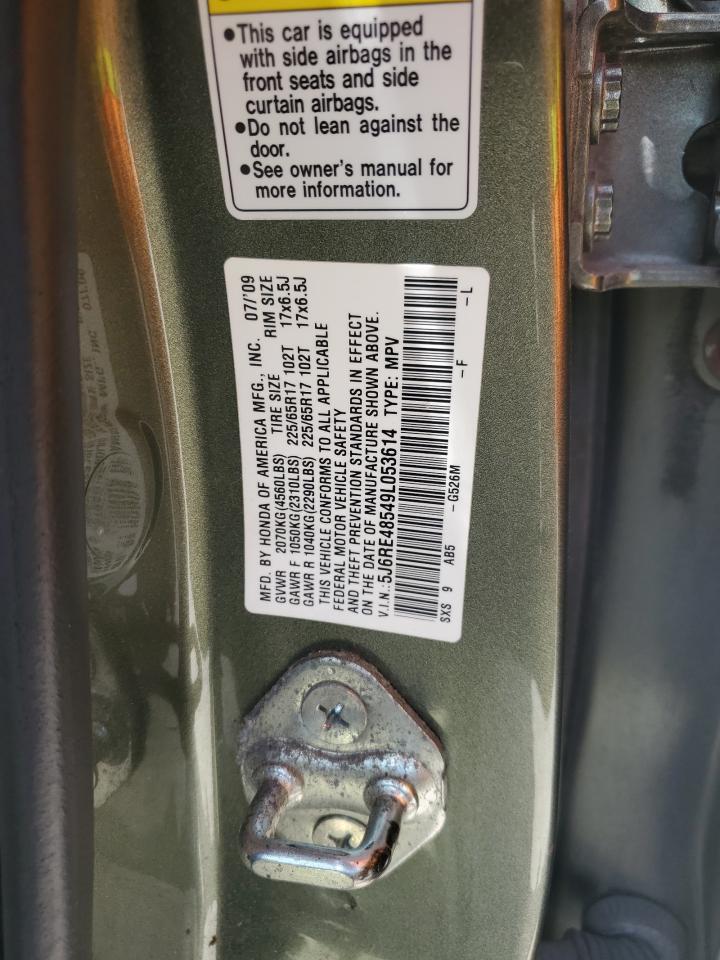 ●This car is equipped
with side airbags in the
front seats and side
curtain airbags.
●Do not lean against the
door.
●See owner's manual for
more information.
MFD. BY HONDA OF AMERICA MFG., INC. 07/'09
GVWR 2070KG(4560LBS) TIRE SIZE RIM SIZE
GAWR F 1050KG(2310LBS) 225/65R17 102T 17x6.5J
GAWR R 1040KG(2290LBS) 225/65R17 102T 17x6.5J
THIS VEHICLE CONFORMS TO ALL APPLICABLE
FEDERAL MOTOR VEHICLE SAFETY
AND THEFT PREVENTION STANDARDS IN EFFECT
ON THE DATE OF MANUFACTURE SHOWN ABOVE.
V.I.N.:5J6RE48549L053614 TYPE: MPV
SXS 9 AB5 -G526M -F -L